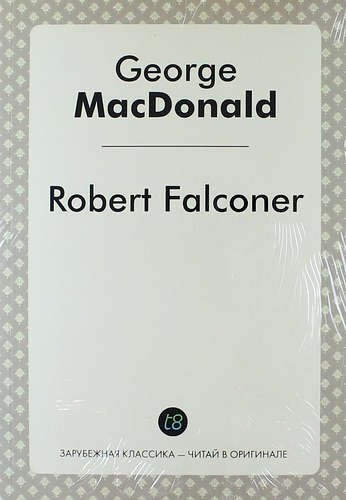 George
MacDonald
Robert Falconer
t8
ЗАРУБЕЖНАЯ КЛАССИКА — ЧИТАЙ В ОРИГИНАЛЕ